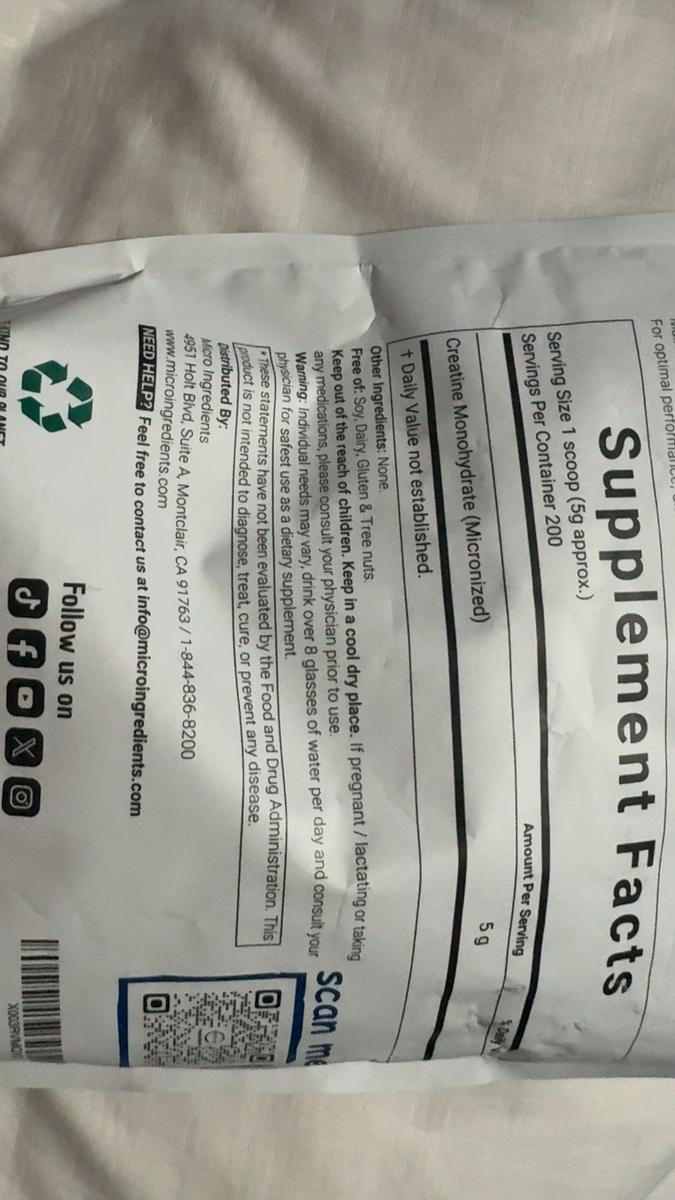 For optimal performance,
Supplement Facts
Serving Size 1 scoop (5g approx.)
Servings Per Container 200
Amount Per Serving
Creatine Monohydrate (Micronized) 5 g
† Daily Value not established.
Other Ingredients: None.
Free of: Soy, Dairy, Gluten & Tree nuts.
Keep out of the reach of children. Keep in a cool dry place. If pregnant / lactating or taking
any medications, please consult your physician prior to use.
Warning: Individual needs may vary, drink over 8 glasses of water per day and consult your
physician for safest use as a dietary supplement.
* These statements have not been evaluated by the Food and Drug Administration. This
product is not intended to diagnose, treat, cure, or prevent any disease.
Distributed By:
Micro Ingredients
4951 Holt Blvd, Suite A, Montclair, CA 91763 / 1-844-836-8200
www.microingredients.com
NEED HELP? Feel free to contact us at info@microingredients.com
scan me
Follow us on
TO OUR PLANET